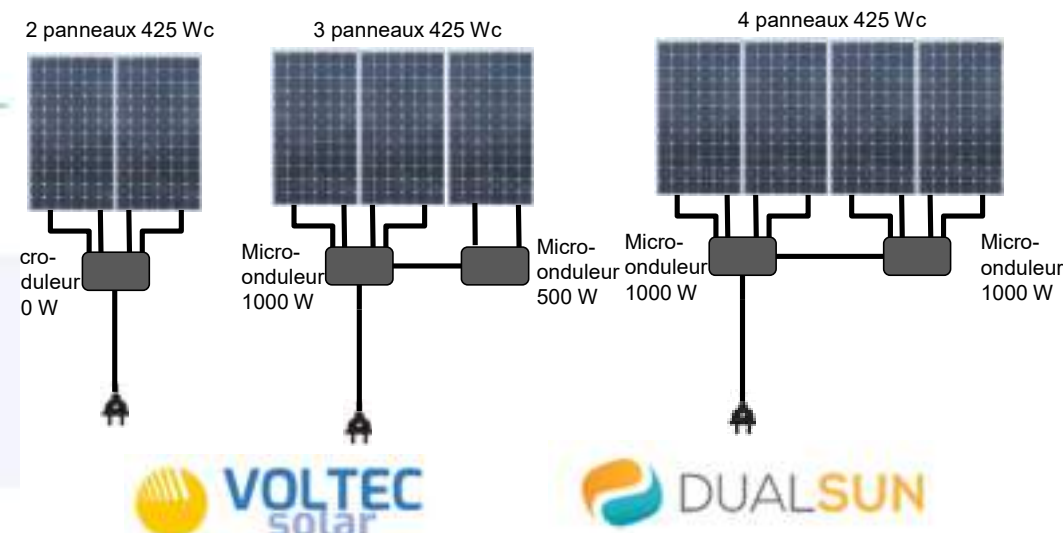 2 panneaux 425 Wc
3 panneaux 425 Wc
4 panneaux 425 Wc
cro-
duleur
0 W
Micro-
onduleur
1000 W
Micro-
onduleur
500 W
Micro-
onduleur
1000 W
Micro-
onduleur
1000 W
VOLTEC
solar
DUALSUN